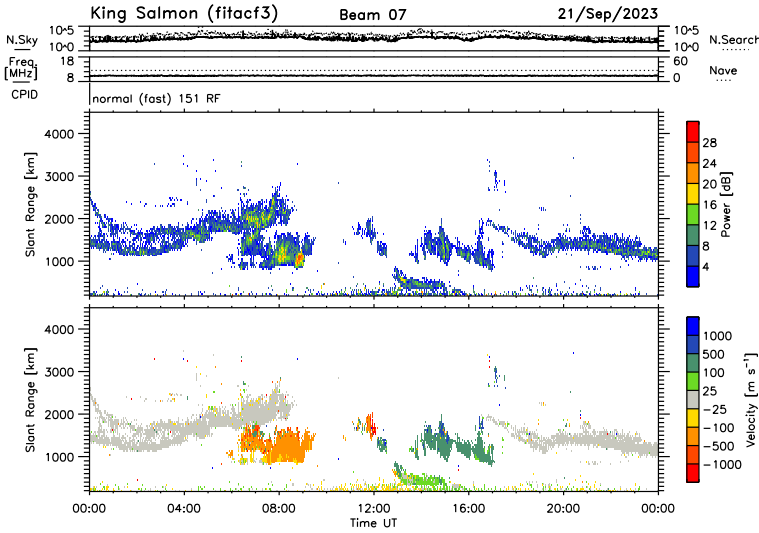 King Salmon (fitacf3) Beam 07 21/Sep/2023
N.Sky 10^5 10^0 10^5 10^0 N.Search
Freq. [MHz] 18 8 60 0 Nave
CPID normal (fast) 151 RF
Slant Range [km] 4000 3000 2000 1000
Power [dB] 28 24 20 16 12 8 4
Slant Range [km] 4000 3000 2000 1000
Velocity [m s^-1] 1000 500 100 25 -25 -100 -500 -1000
00:00 04:00 08:00 12:00 16:00 20:00 00:00
Time UT